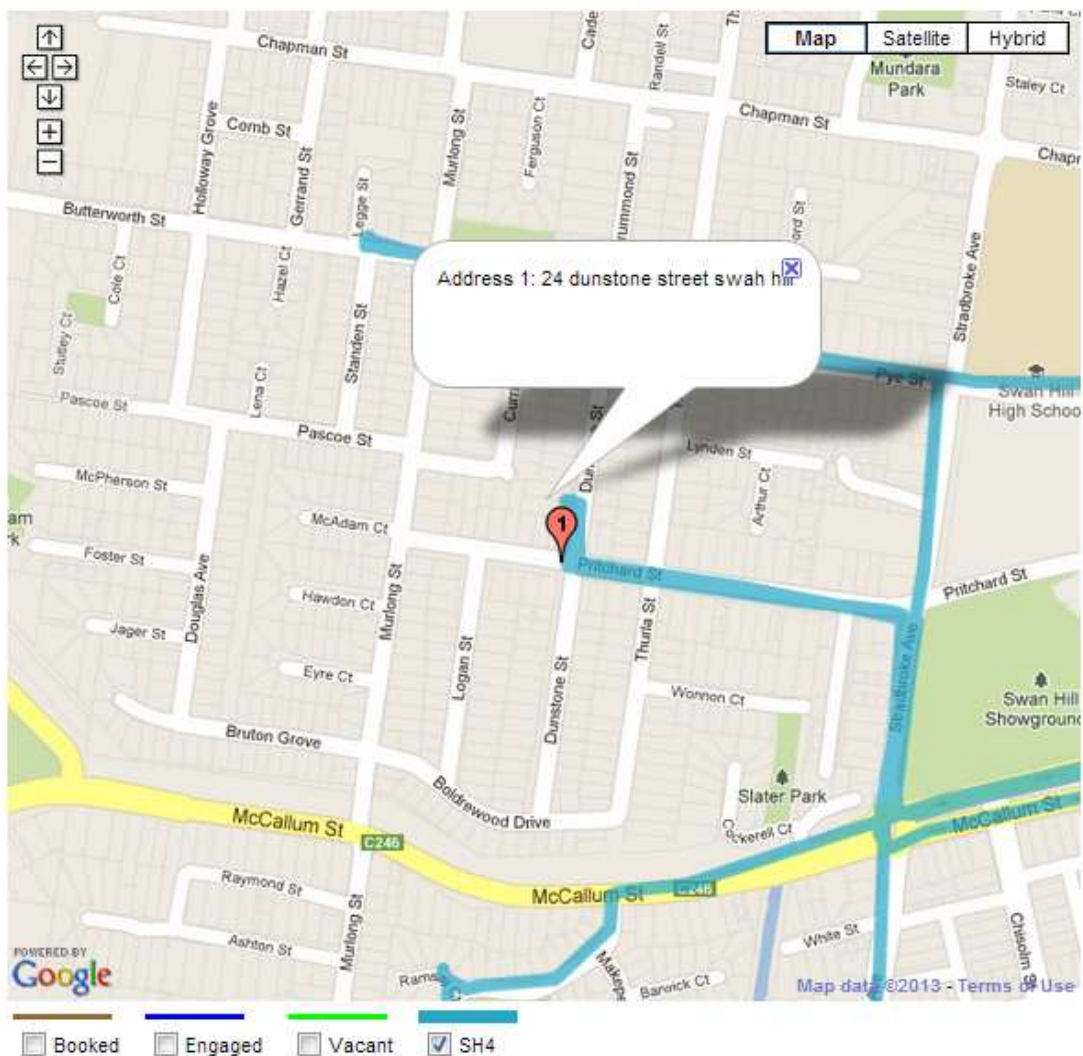 Map
Satellite
Hybrid
Chapman St
Mundara
Park
Staley Ct
Randell St
Chapman St
Comb St
Holloway Grove
Gerrand St
Murlong St
Ferguson Ct
Legge St
Butterworth St
Cole Ct
Hazel Ct
Stradbroke Ave
Address 1: 24 dunstone street swah hill
Stutley Ct
Standen St
Lena Ct
Pye St
Swan Hill
High Schoo
Pascoe St
Pascoe St
Lynden St
McPherson St
Arthur Ct
McAdam Ct
1
Foster St
Douglas Ave
Pritchard St
Pritchard St
Hawdon Ct
Murlong St
Jager St
Logan St
Thurla St
Eyre Ct
Dunstone St
Wonnon Ct
Stradbroke Ave
Swan Hill
Showground
Bruton Grove
Boldrewood Drive
Slater Park
McCallum St
C246
McCallum St
McCallum St
C246
Raymond St
Murlong St
White St
Chisolm St
Ashton St
Barwick Ct
POWERED BY
Google
Map data ©2013 - Terms of Use
Booked
Engaged
Vacant
SH4